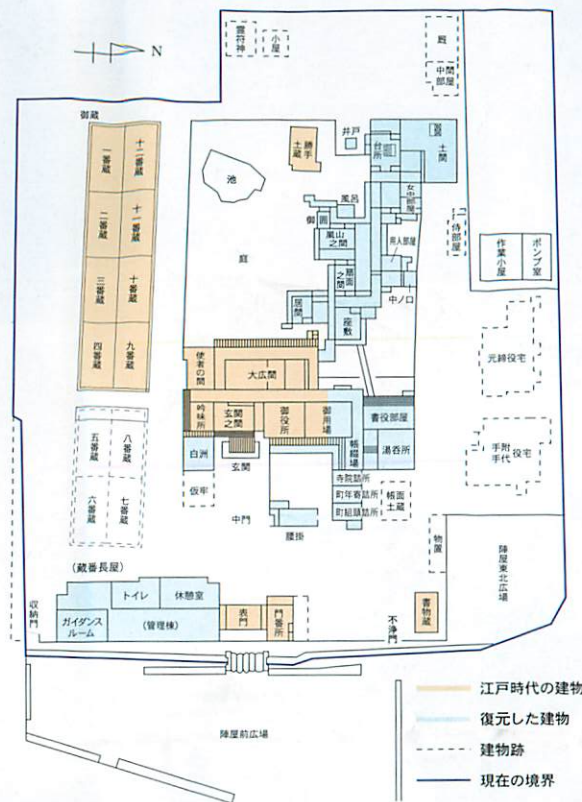 N
霊符神
小屋
厩
中間部屋
御蔵
一番蔵
十二番蔵
二番蔵
十一番蔵
三番蔵
十番蔵
四番蔵
九番蔵
五番蔵
八番蔵
六番蔵
七番蔵
池
庭
土蔵
勝手
井戸
台所
土間
風呂
御囲
嵐山之間
女中部屋
用人部屋
侍部屋
作業小屋
ポンプ室
居間
座敷
中ノ口
使者の間
大広間
元締役宅
吟味所
玄関之間
御役所
御用場
書役部屋
帳綴場
湯呑所
手附
手代
役宅
白洲
仮牢
玄関
寺院詰所
町年寄詰所
町組頭詰所
帳面土蔵
中門
腰掛
物置
陣屋東北広場
(蔵番長屋)
収納門
トイレ
休憩室
ガイダンスルーム
(管理棟)
表門
門番所
不浄門
書物蔵
陣屋前広場
江戸時代の建物
復元した建物
建物跡
現在の境界